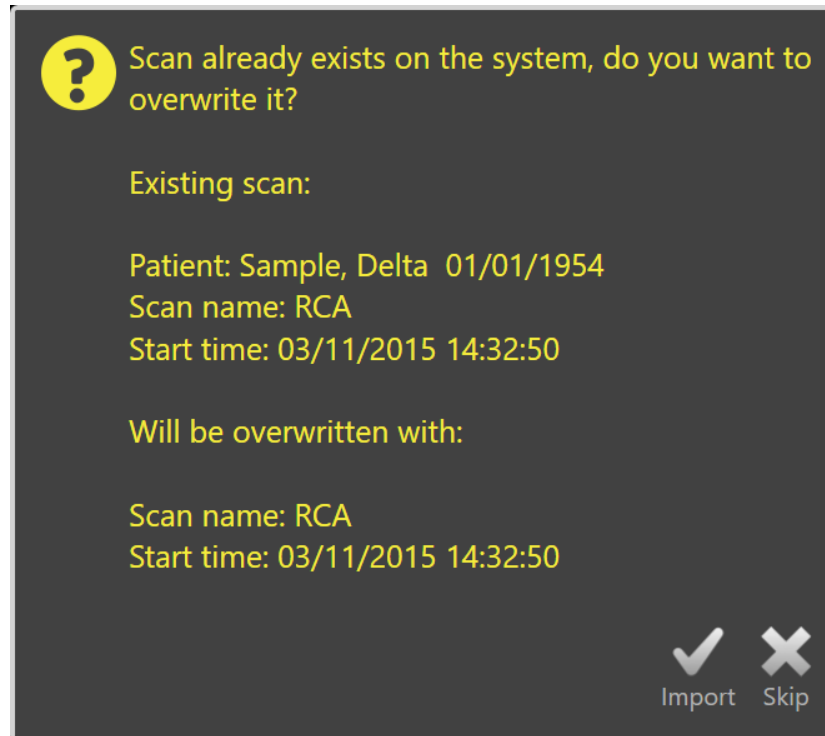 Scan already exists on the system, do you want to
overwrite it?
Existing scan:
Patient: Sample, Delta  01/01/1954
Scan name: RCA
Start time: 03/11/2015 14:32:50
Will be overwritten with:
Scan name: RCA
Start time: 03/11/2015 14:32:50
Import Skip